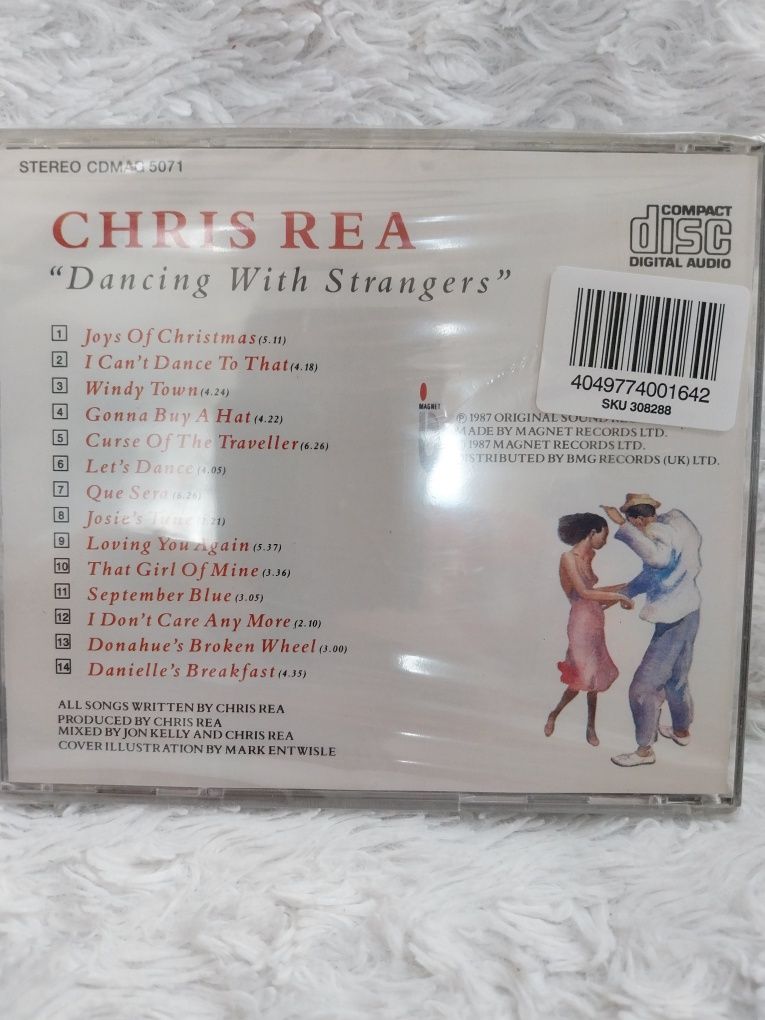 STEREO CDMAG 5071
CHRIS REA
"Dancing With Strangers"
COMPACT
disc
DIGITAL AUDIO
4049774001642
SKU 308288
1 Joys Of Christmas (5.11)
2 I Can't Dance To That (4.18)
3 Windy Town (4.24)
4 Gonna Buy A Hat (4.22)
5 Curse Of The Traveller (6.26)
6 Let's Dance (4.05)
7 Que Sera (6.26)
8 Josie's Tune
9 Loving You Again (5.37)
10 That Girl Of Mine (3.36)
11 September Blue (3.05)
12 I Don't Care Any More (2.10)
13 Donahue's Broken Wheel (3.00)
14 Danielle's Breakfast (4.35)
MAGNET
℗ 1987 ORIGINAL SOUND
MADE BY MAGNET RECORDS LTD.
1987 MAGNET RECORDS LTD.
DISTRIBUTED BY BMG RECORDS (UK) LTD.
ALL SONGS WRITTEN BY CHRIS REA
PRODUCED BY CHRIS REA
MIXED BY JON KELLY AND CHRIS REA
COVER ILLUSTRATION BY MARK ENTWISLE